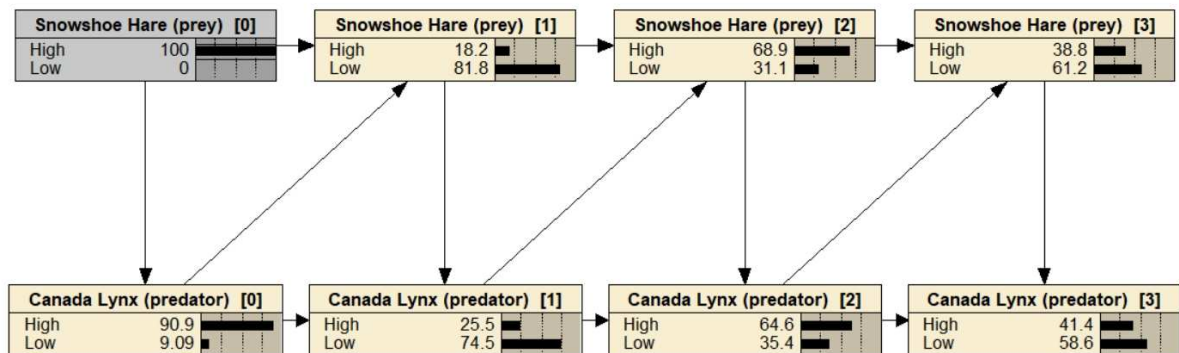 Snowshoe Hare (prey) [0]
High 100
Low 0
Snowshoe Hare (prey) [1]
High 18.2
Low 81.8
Snowshoe Hare (prey) [2]
High 68.9
Low 31.1
Snowshoe Hare (prey) [3]
High 38.8
Low 61.2
Canada Lynx (predator) [0]
High 90.9
Low 9.09
Canada Lynx (predator) [1]
High 25.5
Low 74.5
Canada Lynx (predator) [2]
High 64.6
Low 35.4
Canada Lynx (predator) [3]
High 41.4
Low 58.6